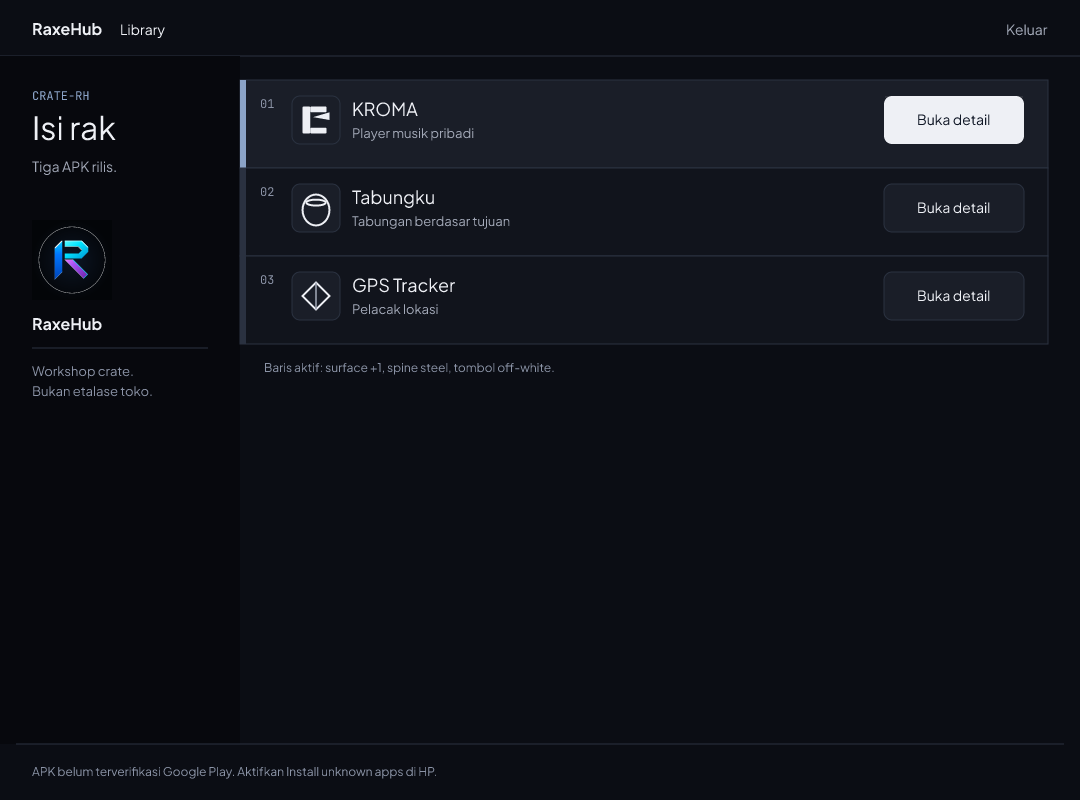 RaxeHub Library Keluar
CRATE-RH
Isi rak
Tiga APK rilis.
RaxeHub
Workshop crate.
Bukan etalase toko.
01 KROMA
Player musik pribadi
Buka detail
02 Tabungku
Tabungan berdasar tujuan
Buka detail
03 GPS Tracker
Pelacak lokasi
Buka detail
Baris aktif: surface +1, spine steel, tombol off-white.
APK belum terverifikasi Google Play. Aktifkan Install unknown apps di HP.